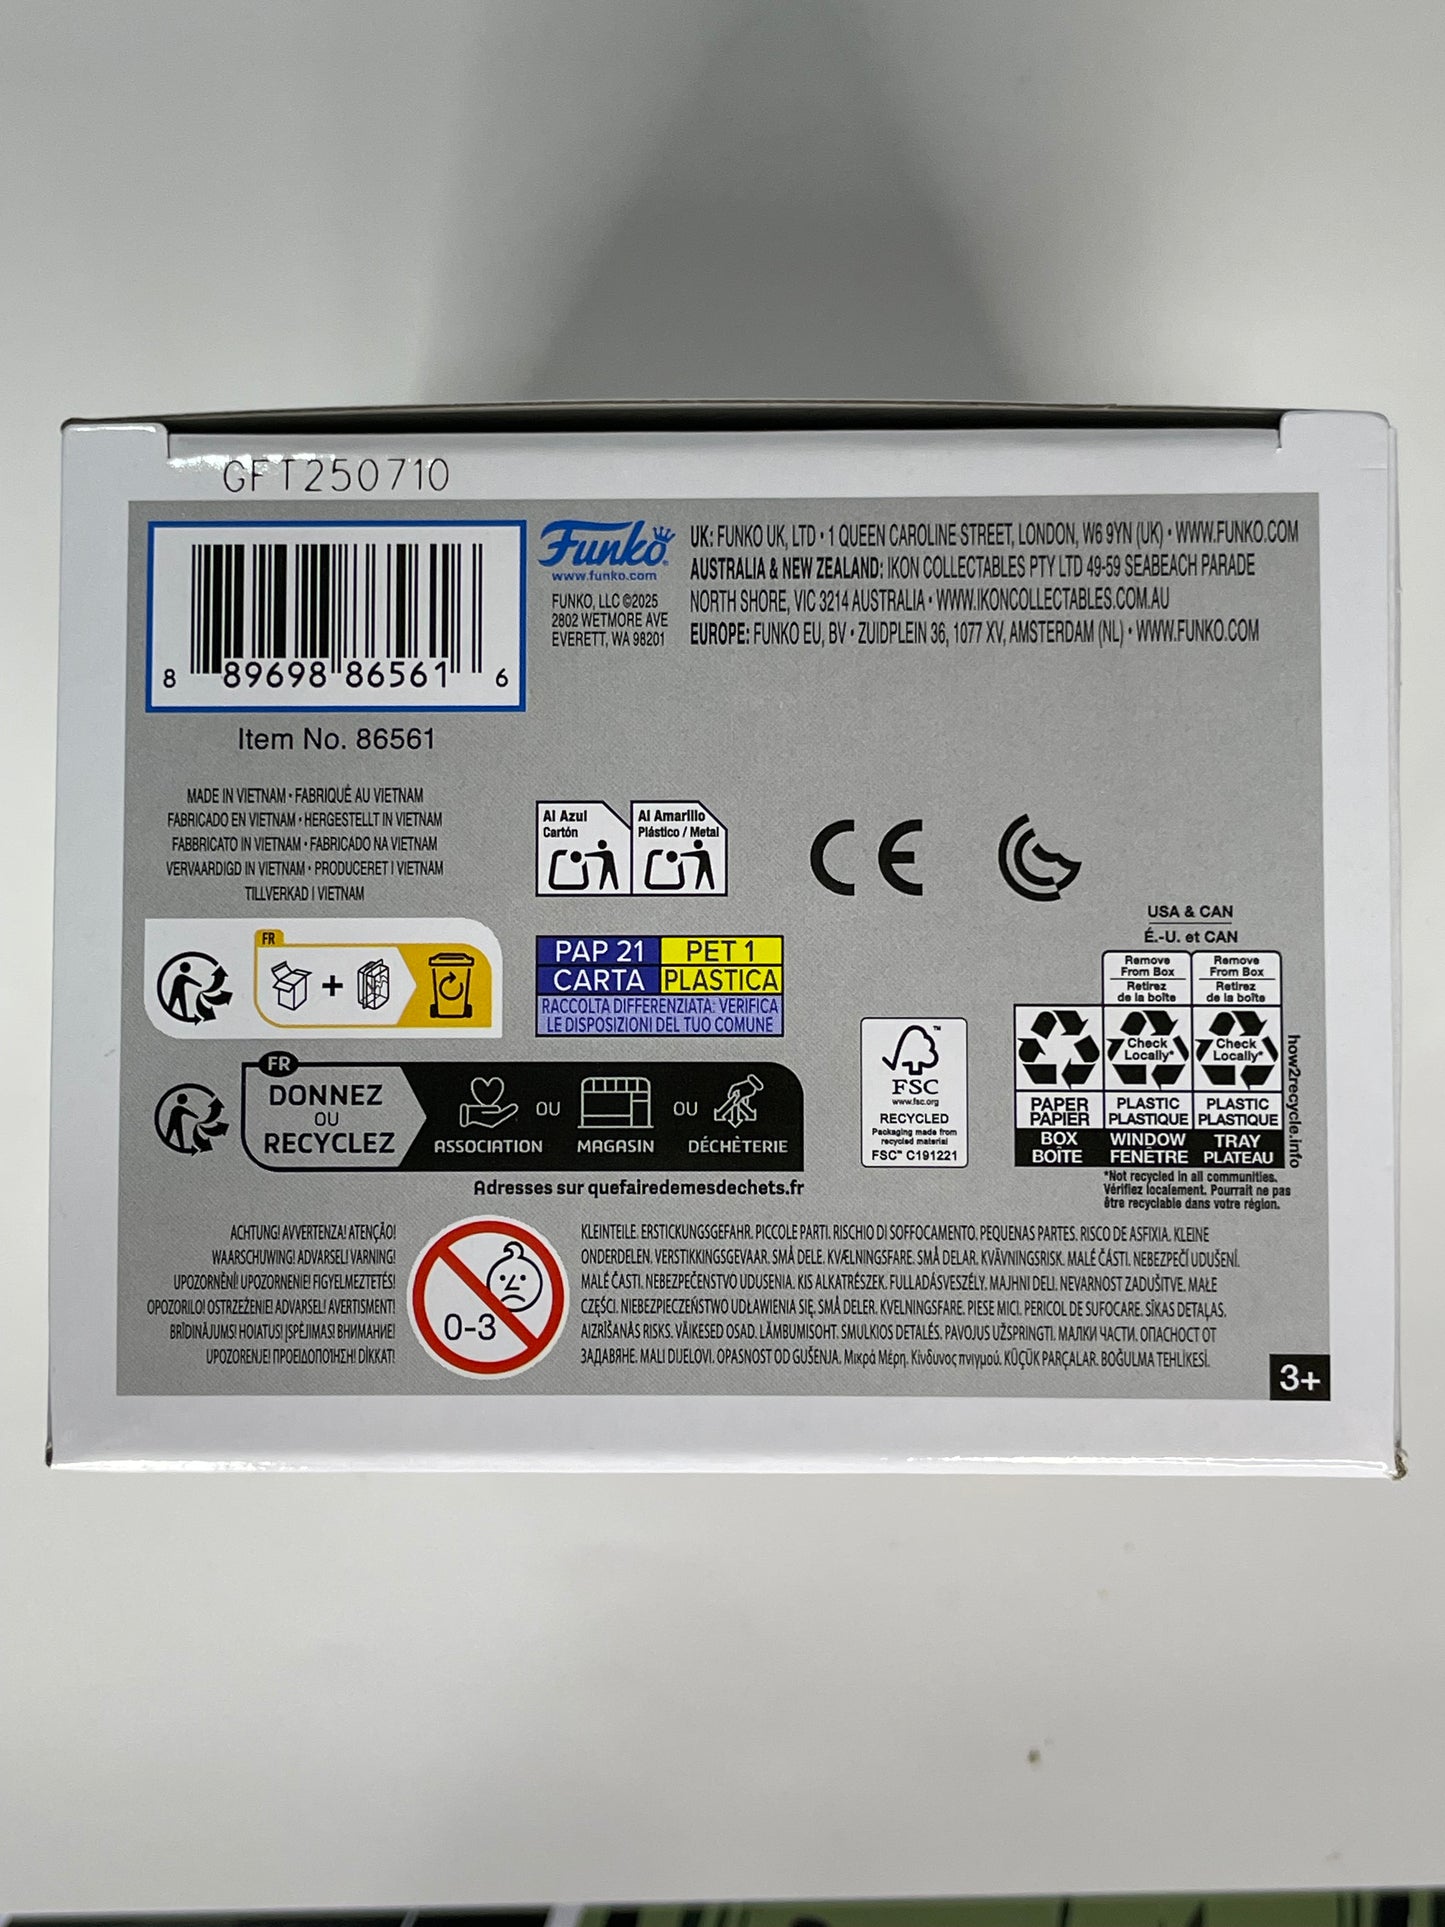 GFT250710
8 89698 86561 6
Item No. 86561
Funko
www.funko.com
FUNKO, LLC ©2025
2802 WETMORE AVE
EVERETT, WA 98201
UK: FUNKO UK, LTD • 1 QUEEN CAROLINE STREET, LONDON, W6 9YN (UK) • WWW.FUNKO.COM
AUSTRALIA & NEW ZEALAND: IKON COLLECTABLES PTY LTD 49-59 SEABEACH PARADE
NORTH SHORE, VIC 3214 AUSTRALIA • WWW.IKONCOLLECTABLES.COM.AU
EUROPE: FUNKO EU, BV • ZUIDPLEIN 36, 1077 XV, AMSTERDAM (NL) • WWW.FUNKO.COM
MADE IN VIETNAM • FABRIQUÉ AU VIETNAM
FABRICADO EN VIETNAM • HERGESTELLT IN VIETNAM
FABBRICATO IN VIETNAM • FABRICADO NA VIETNAM
VERVAARDIGD IN VIETNAM • PRODUCERET I VIETNAM
TILLVERKAD I VIETNAM
Al Azul
Cartón
Al Amarillo
Plástico / Metal
CE
FR
PAP 21
CARTA
PET 1
PLASTICA
RACCOLTA DIFFERENZIATA: VERIFICA
LE DISPOSIZIONI DEL TUO COMUNE
FR
DONNEZ
OU
RECYCLEZ
ASSOCIATION
OU
MAGASIN
OU
DÉCHÈTERIE
Adresses sur quefairedemesdechets.fr
FSC™
www.fsc.org
RECYCLED
Packaging made from
recycled material
FSC™ C191221
USA & CAN
É.-U. et CAN
Remove
From Box
Retirez
de la boîte
Remove
From Box
Retirez
de la boîte
Check
Locally*
Check
Locally*
PAPER
PAPIER
BOX
BOÎTE
PLASTIC
PLASTIQUE
WINDOW
FENÊTRE
PLASTIC
PLASTIQUE
TRAY
PLATEAU
how2recycle.info
*Not recycled in all communities.
Vérifiez localement. Pourrait ne pas
être recyclable dans votre région.
ACHTUNG! AVVERTENZA! ATENÇÃO!
WAARSCHUWING! ADVARSEL! VARNING!
UPOZORNĚNÍ! UPOZORNENIE! FIGYELMEZTETÉS!
OPOZORILO! OSTRZEŻENIE! ADVARSEL! AVERTISMENT!
BRĪDINĀJUMS! HOIATUS! ĮSPĖJIMAS! ВНИМАНИЕ!
UPOZORENJE! ΠΡΟΕΙΔΟΠΟΊΗΣΗ! DİKKAT!
0-3
KLEINTEILE. ERSTICKUNGSGEFAHR. PICCOLE PARTI. RISCHIO DI SOFFOCAMENTO. PEQUENAS PARTES. RISCO DE ASFIXIA. KLEINE
ONDERDELEN. VERSTIKKINGSGEVAAR. SMÅ DELE. KVÆLNINGSFARE. SMÅ DELAR. KVÄVNINGSRISK. MALÉ ČÁSTI. NEBEZPEČÍ UDUŠENÍ.
MALÉ ČASTI. NEBEZPEČENSTVO UDUSENIA. KIS ALKATRÉSZEK. FULLADÁSVESZÉLY. MAJHNI DELI. NEVARNOST ZADUŠITVE. MAŁE
CZĘŚCI. NIEBEZPIECZEŃSTWO UDŁAWIENIA SIĘ. SMÅ DELER. KVELNINGSFARE. PIESE MICI. PERICOL DE SUFOCARE. SĪKAS DETAĻAS.
AIZRĪŠANĀS RISKS. VÄIKESED OSAD. LÄMBUMISOHT. SMULKIOS DETALĖS. PAVOJUS UŽSPRINGTI. МАЛКИ ЧАСТИ. ОПАСНОСТ ОТ
ЗАДАВЯНЕ. MALI DIJELOVI. OPASNOST OD GUŠENJA. Μικρά Μέρη. Κίνδυνος πνιγμού. KÜÇÜK PARÇALAR. BOĞULMA TEHLİKESİ.
3+